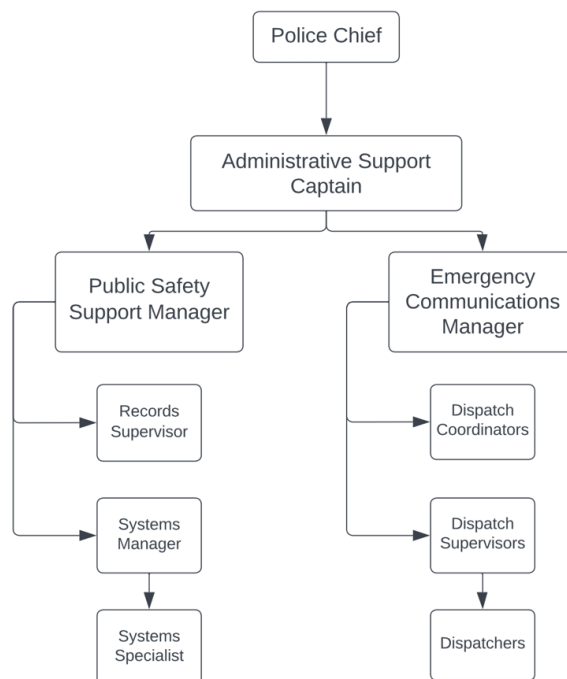 Police Chief
Administrative Support
Captain
Public Safety
Support Manager
Emergency
Communications
Manager
Records
Supervisor
Dispatch
Coordinators
Systems
Manager
Dispatch
Supervisors
Systems
Specialist
Dispatchers